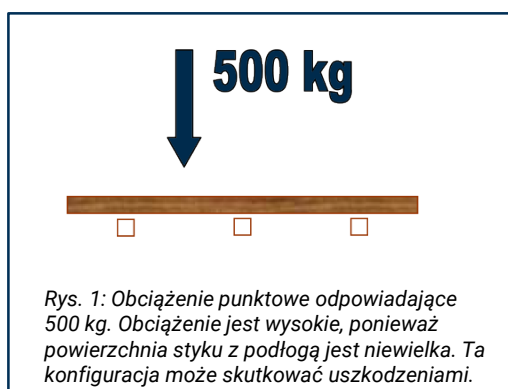 500 kg
Rys. 1: Obciążenie punktowe odpowiadające
500 kg. Obciążenie jest wysokie, ponieważ
powierzchnia styku z podłogą jest niewielka. Ta
konfiguracja może skutkować uszkodzeniami.